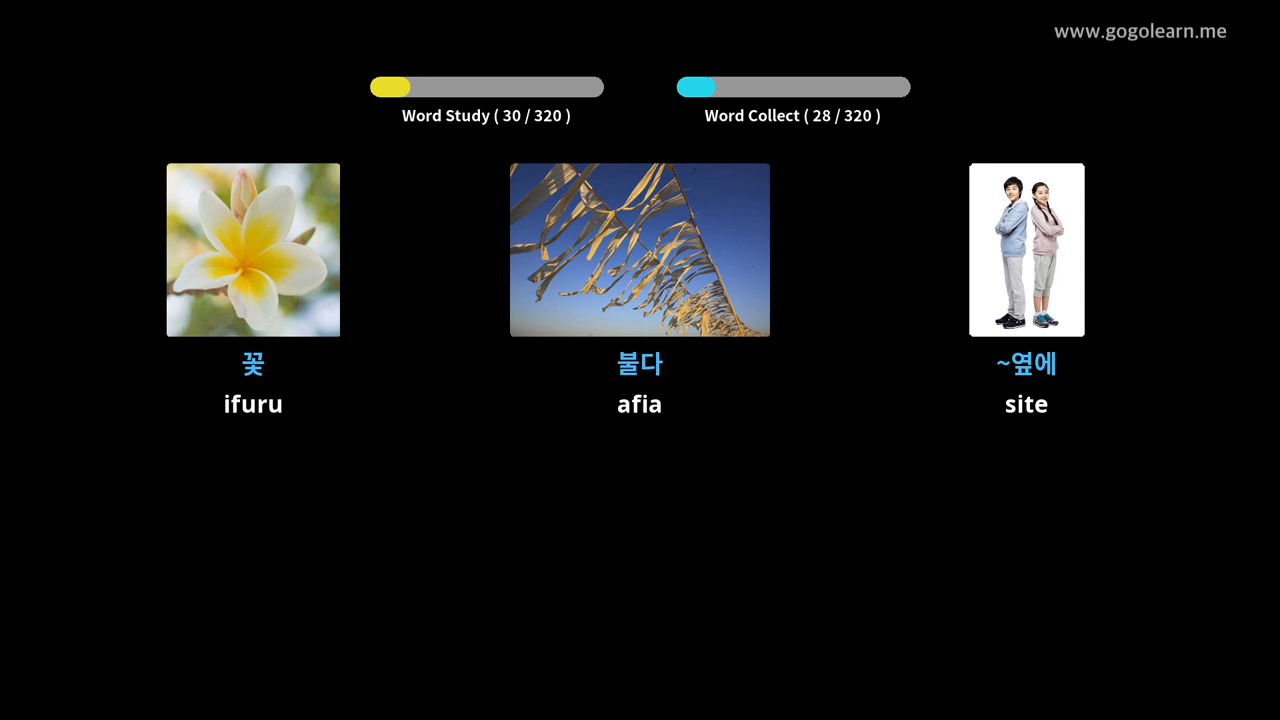 www.gogolearn.me
Word Study ( 30 / 320 )
Word Collect ( 28 / 320 )
꽃
ifuru
불다
afia
~옆에
site